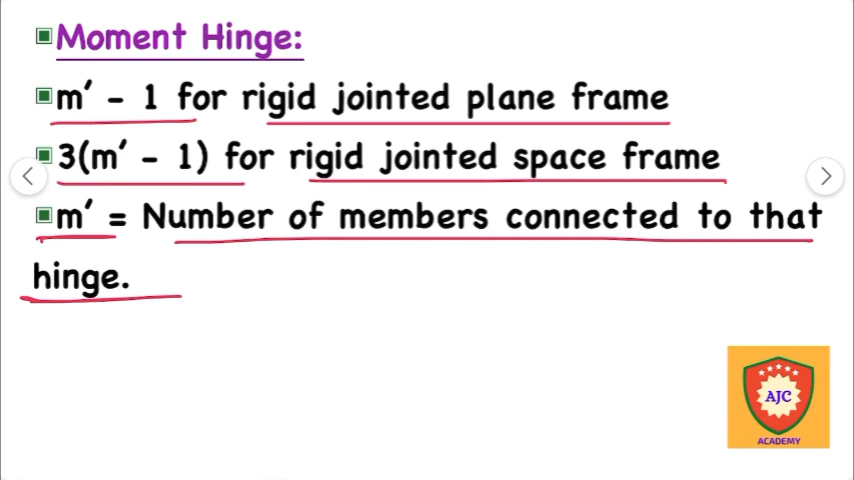 Moment Hinge:
m′ - 1 for rigid jointed plane frame
3(m′ - 1) for rigid jointed space frame
m′ = Number of members connected to that
hinge.
AJC
ACADEMY